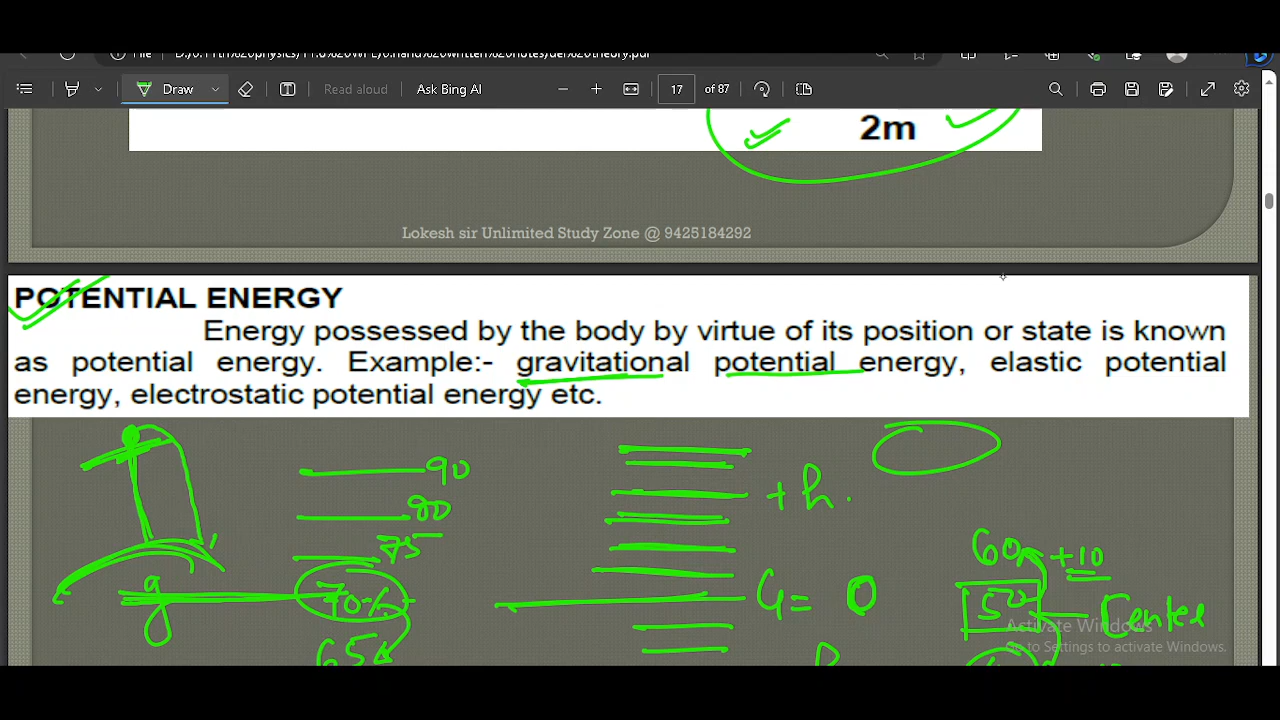 Draw
Read aloud
Ask Bing AI
17 of 87
2m
Lokesh sir Unlimited Study Zone @ 9425184292
POTENTIAL ENERGY
Energy possessed by the body by virtue of its position or state is known
as potential energy. Example:- gravitational potential energy, elastic potential
energy, electrostatic potential energy etc.
90
80
75
70%
65
g
+ h.
G = 0
60
+10
50
Center
Activate Windows
Go to Settings to activate Windows.